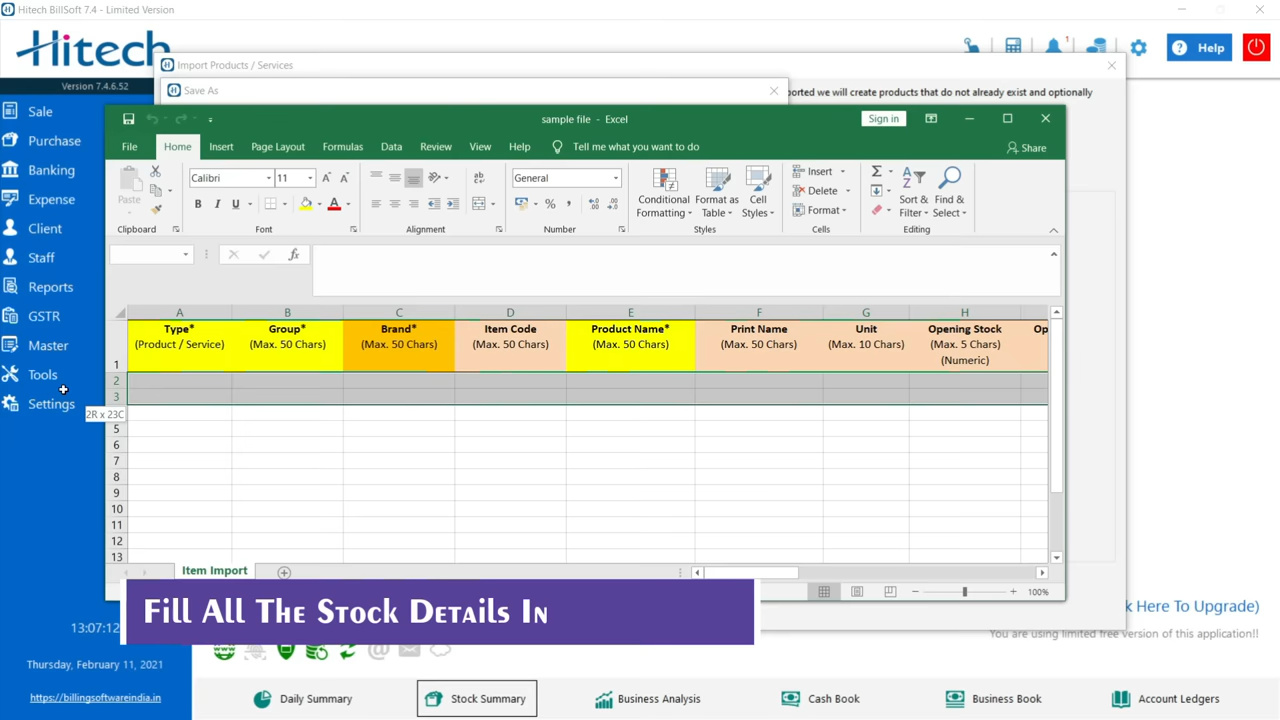 Hitech BillSoft 7.4 - Limited Version
Hitech
1
Help
Version 7.4.6.52
Import Products / Services
Save As
ported we will create products that do not already exist and optionally
Sale
Purchase
Banking
Expense
Client
Staff
Reports
GSTR
Master
Tools
Settings
sample file - Excel
Sign in
File Home Insert Page Layout Formulas Data Review View Help Tell me what you want to do Share
Paste
Calibri 11 A A
B I U A
ab
General
% ,
Conditional Formatting
Format as Table
Cell Styles
Insert
Delete
Format
Sort & Filter
Find & Select
Clipboard Font Alignment Number Styles Cells Editing
fx
A B C D E F G H
1
Type*
(Product / Service)
Group*
(Max. 50 Chars)
Brand*
(Max. 50 Chars)
Item Code
(Max. 50 Chars)
Product Name*
(Max. 50 Chars)
Print Name
(Max. 50 Chars)
Unit
(Max. 10 Chars)
Opening Stock
(Max. 5 Chars)
(Numeric)
Op
2
3
2R x 23C
5
6
7
8
9
10
11
12
13
Item Import
100%
Fill All The Stock Details In
k Here To Upgrade)
You are using limited free version of this application!!
13:07:12
Thursday, February 11, 2021
https://billingsoftwareindia.in
Daily Summary Stock Summary Business Analysis Cash Book Business Book Account Ledgers